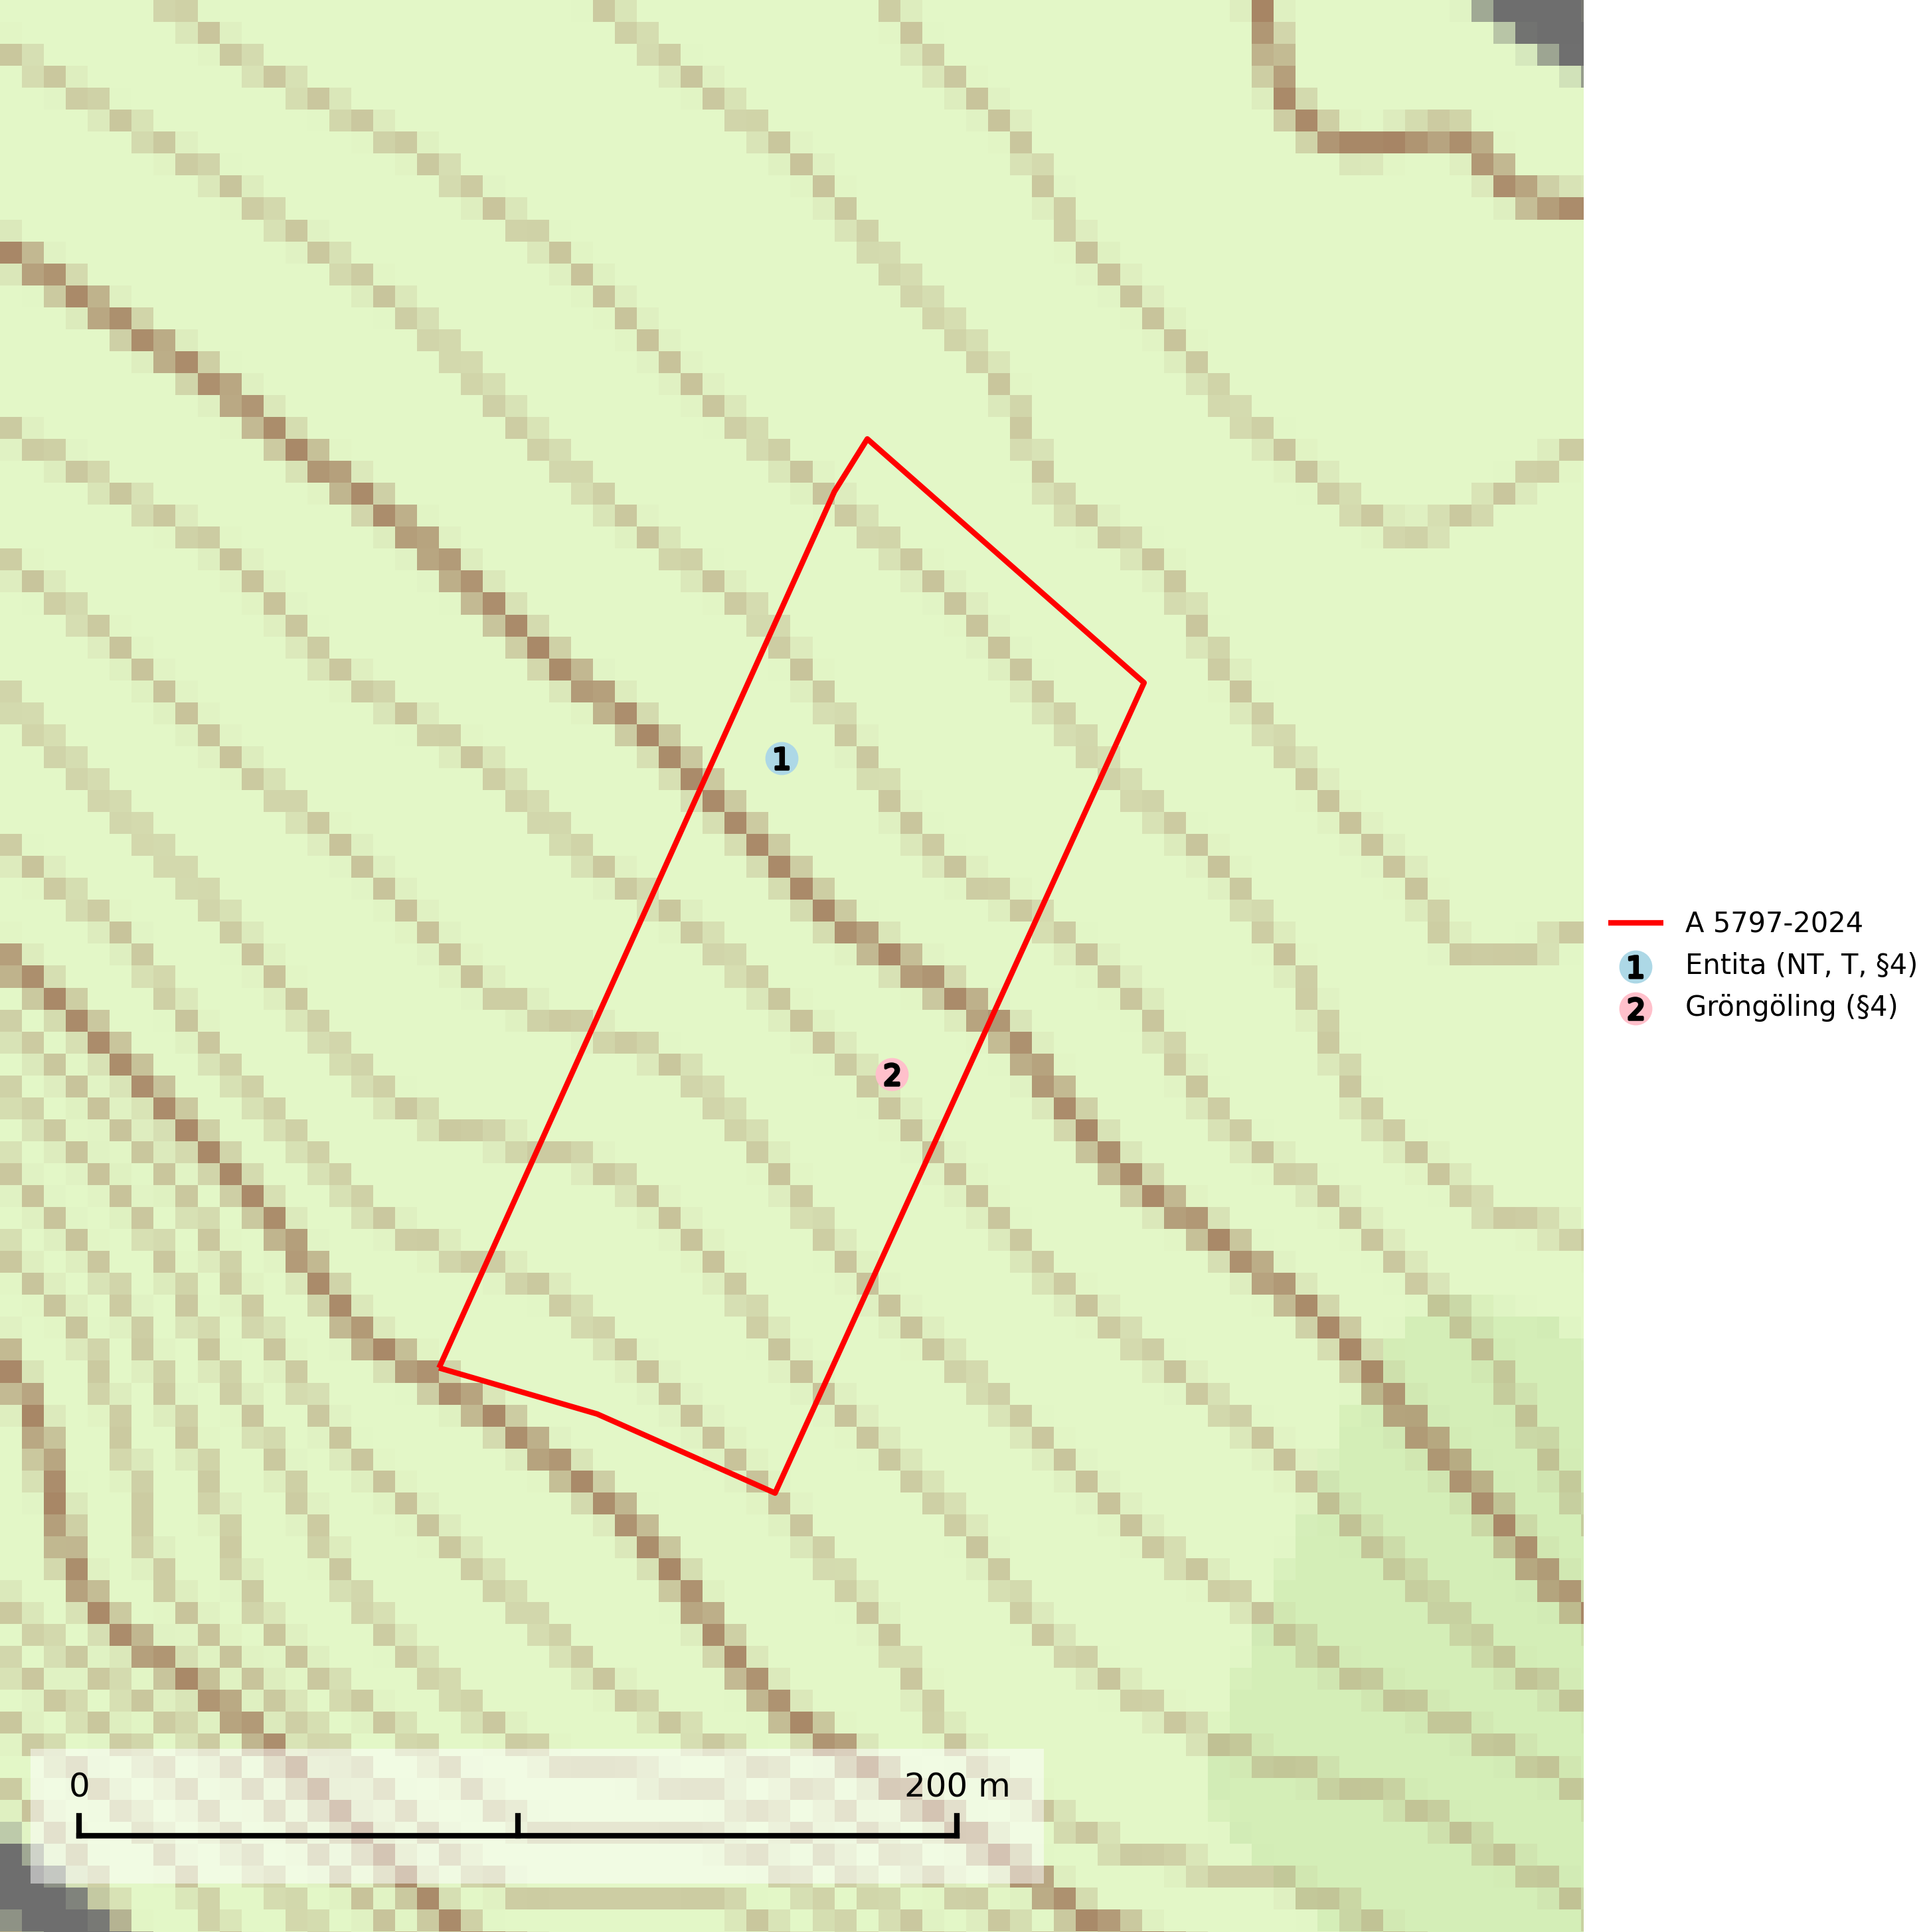 1
2
0 200 m
A 5797-2024
1 Entita (NT, T, §4)
2 Gröngöling (§4)